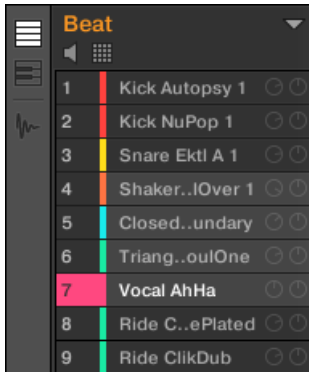 Beat
1 Kick Autopsy 1
2 Kick NuPop 1
3 Snare Ektl A 1
4 Shaker..lOver 1
5 Closed..undary
6 Triang..oulOne
7 Vocal AhHa
8 Ride C..ePlated
9 Ride ClikDub